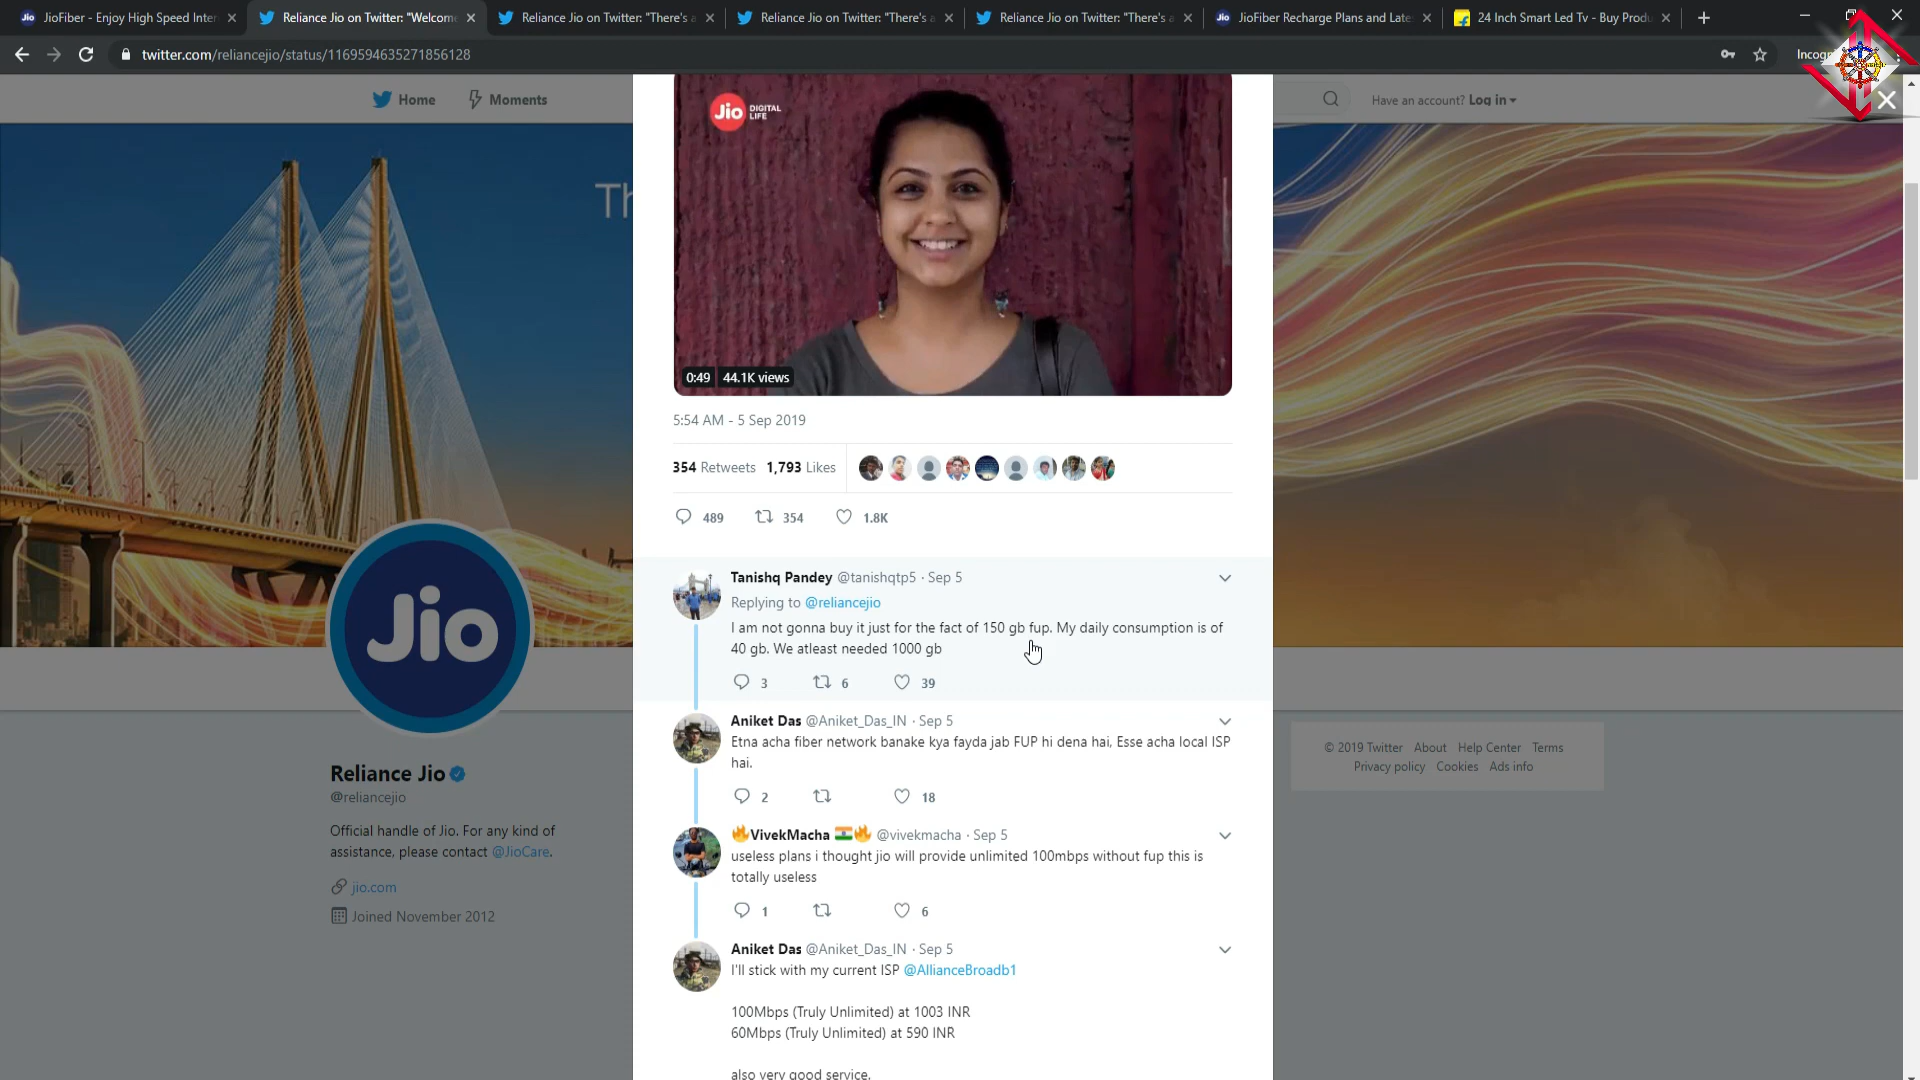 JioFiber - Enjoy High Speed Inter
Reliance Jio on Twitter: "Welcome
Reliance Jio on Twitter: "There's a
Reliance Jio on Twitter: "There's a
Reliance Jio on Twitter: "There's a
JioFiber Recharge Plans and Late
24 Inch Smart Led Tv - Buy Produ
twitter.com/reliancejio/status/1169594635271856128
Home
Moments
Have an account? Log in
Jio DIGITAL LIFE
0:49 44.1K views
5:54 AM - 5 Sep 2019
354 Retweets 1,793 Likes
489 354 1.8K
Tanishq Pandey @tanishqtp5 · Sep 5
Replying to @reliancejio
I am not gonna buy it just for the fact of 150 gb fup. My daily consumption is of
40 gb. We atleast needed 1000 gb
3 6 39
Aniket Das @Aniket_Das_IN · Sep 5
Etna acha fiber network banake kya fayda jab FUP hi dena hai, Esse acha local ISP
hai.
2 18
🔥VivekMacha 🇮🇳🔥 @vivekmacha · Sep 5
useless plans i thought jio will provide unlimited 100mbps without fup this is
totally useless
1 6
Aniket Das @Aniket_Das_IN · Sep 5
I'll stick with my current ISP @AllianceBroadb1
100Mbps (Truly Unlimited) at 1003 INR
60Mbps (Truly Unlimited) at 590 INR
also very good service.
Jio
Reliance Jio
@reliancejio
Official handle of Jio. For any kind of
assistance, please contact @JioCare.
jio.com
Joined November 2012
© 2019 Twitter About Help Center Terms
Privacy policy Cookies Ads info